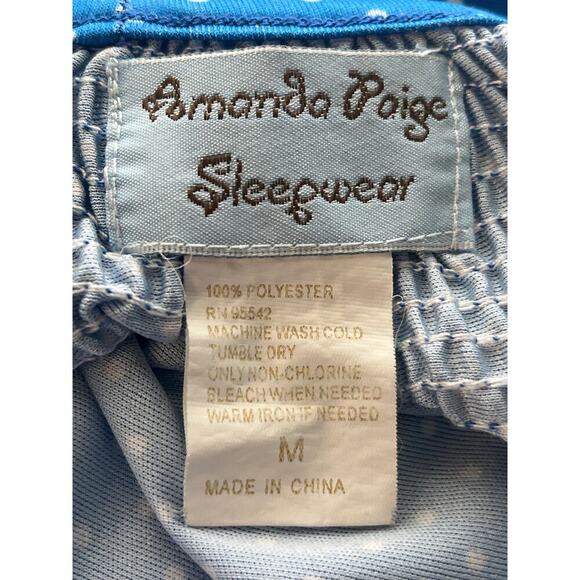 Amanda Paige
Sleepwear
100% POLYESTER
RN 95542
MACHINE WASH COLD
TUMBLE DRY
ONLY NON-CHLORINE
BLEACH WHEN NEEDED
WARM IRON IF NEEDED
M
MADE IN CHINA